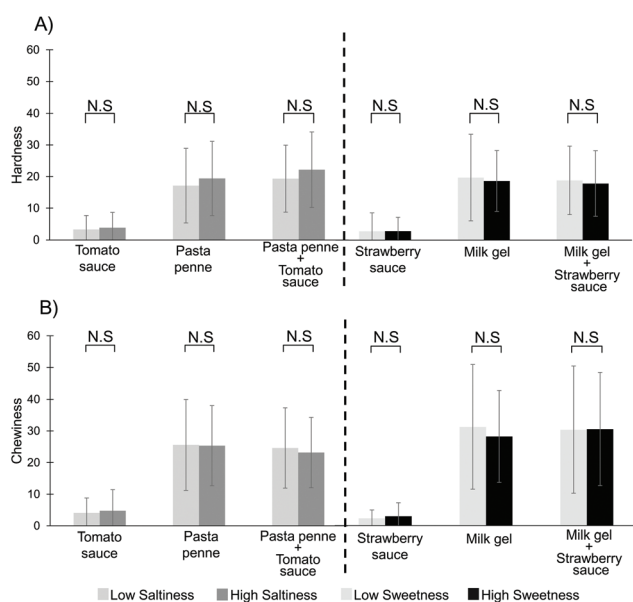 A)
60
50
40
30
20
10
0
Hardness
N.S N.S N.S N.S N.S N.S
Tomato
sauce
Pasta
penne
Pasta penne
+
Tomato
sauce
Strawberry
sauce
Milk gel
Milk gel
+
Strawberry
sauce
B)
60
50
40
30
20
10
0
Chewiness
N.S N.S N.S N.S N.S N.S
Tomato
sauce
Pasta
penne
Pasta penne
+
Tomato
sauce
Strawberry
sauce
Milk gel
Milk gel
+
Strawberry
sauce
Low Saltiness High Saltiness Low Sweetness High Sweetness